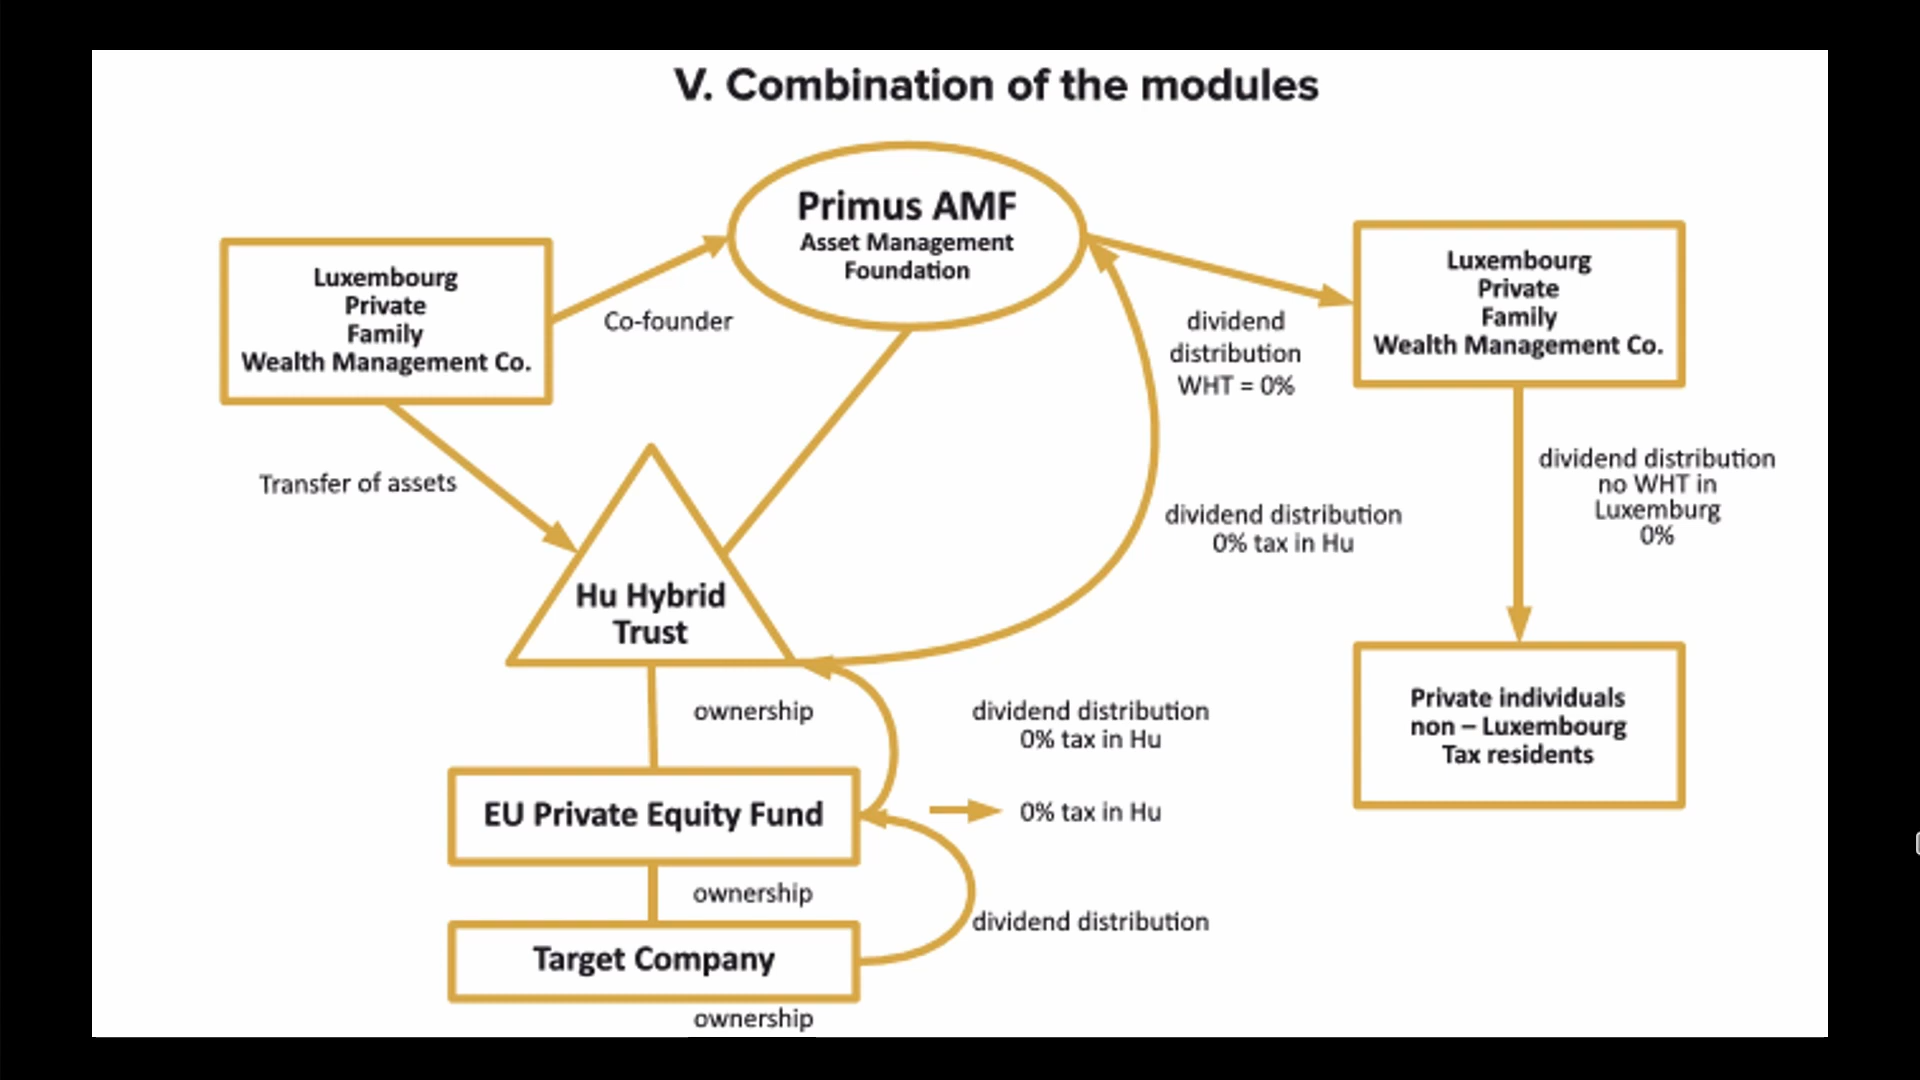 V. Combination of the modules
Primus AMF
Asset Management
Foundation
Luxembourg
Private
Family
Wealth Management Co.
Co-founder
dividend
distribution
WHT = 0%
Luxembourg
Private
Family
Wealth Management Co.
Transfer of assets
dividend distribution
no WHT in
Luxemburg
0%
dividend distribution
0% tax in Hu
Hu Hybrid
Trust
ownership
dividend distribution
0% tax in Hu
Private individuals
non – Luxembourg
Tax residents
EU Private Equity Fund
0% tax in Hu
ownership
dividend distribution
Target Company
ownership